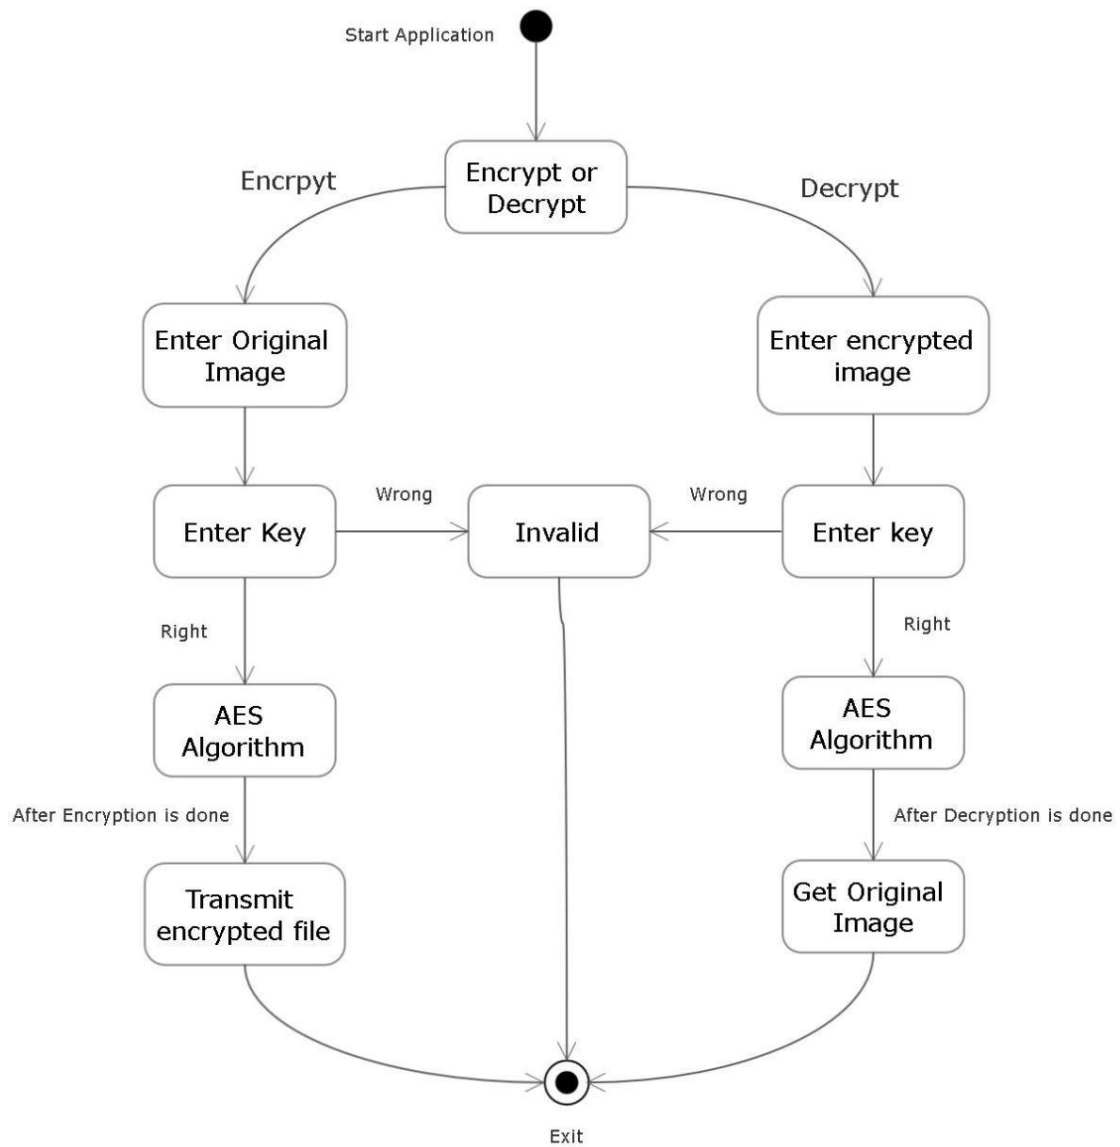 Start Application
Encrypt or
Decrypt
Encrpyt
Decrypt
Enter Original
Image
Enter encrypted
image
Enter Key
Wrong
Invalid
Wrong
Enter key
Right
Right
AES
Algorithm
AES
Algorithm
After Encryption is done
After Decryption is done
Transmit
encrypted file
Get Original
Image
Exit